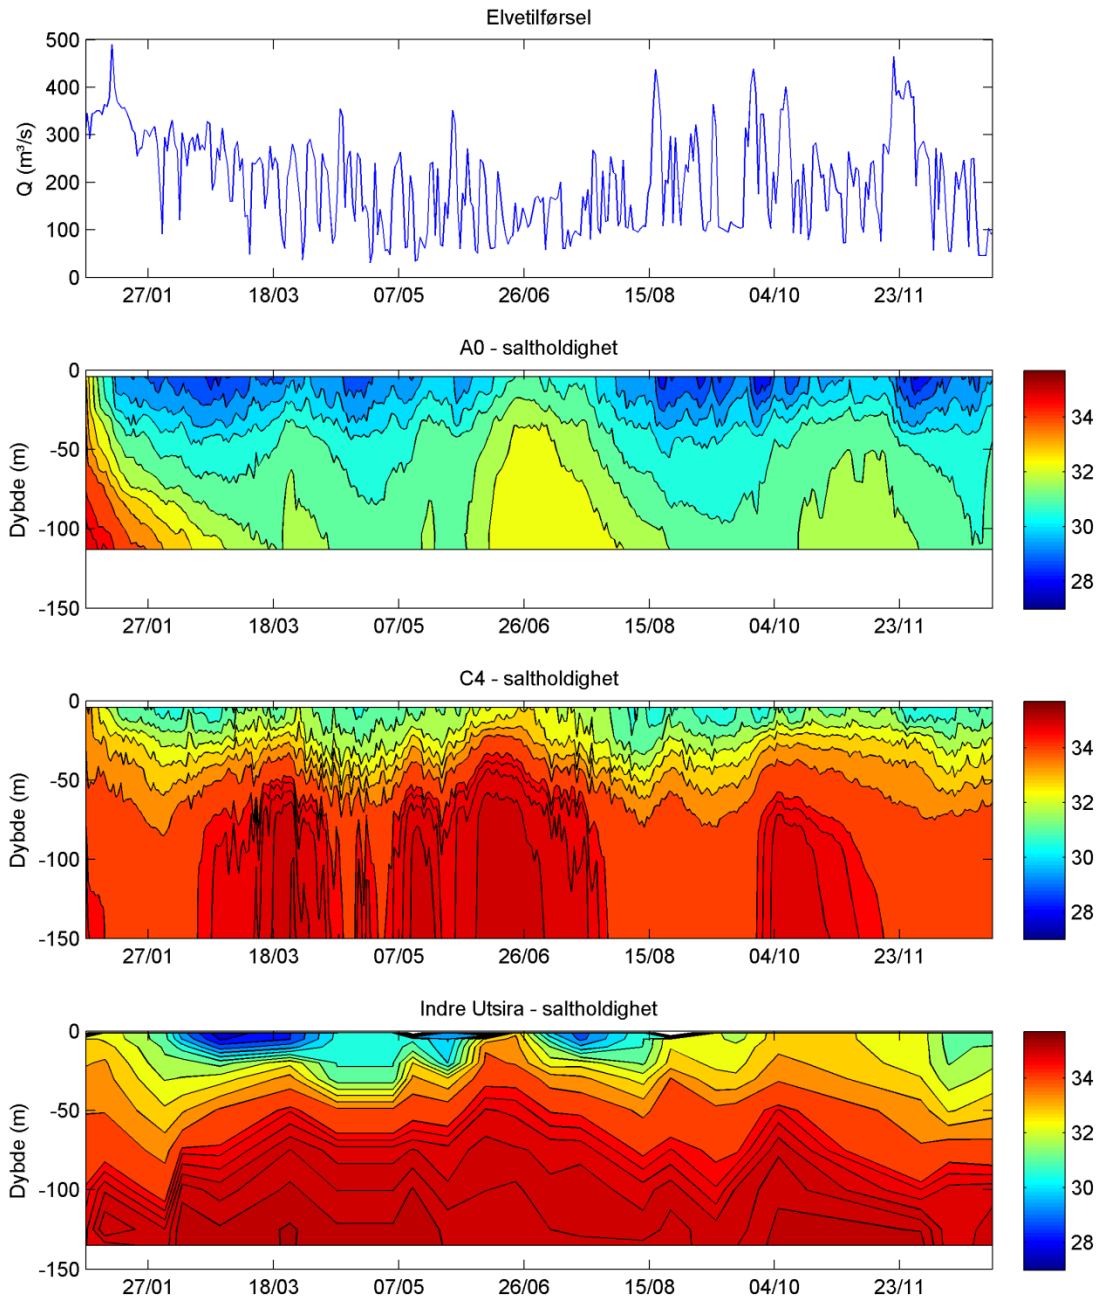 Elvetilførsel
500
400
300
200
100
0
Q (m³/s)
27/01 18/03 07/05 26/06 15/08 04/10 23/11
A0 - saltholdighet
0
-50
-100
-150
Dybde (m)
27/01 18/03 07/05 26/06 15/08 04/10 23/11
34
32
30
28
C4 - saltholdighet
0
-50
-100
-150
Dybde (m)
27/01 18/03 07/05 26/06 15/08 04/10 23/11
34
32
30
28
Indre Utsira - saltholdighet
0
-50
-100
-150
Dybde (m)
27/01 18/03 07/05 26/06 15/08 04/10 23/11
34
32
30
28